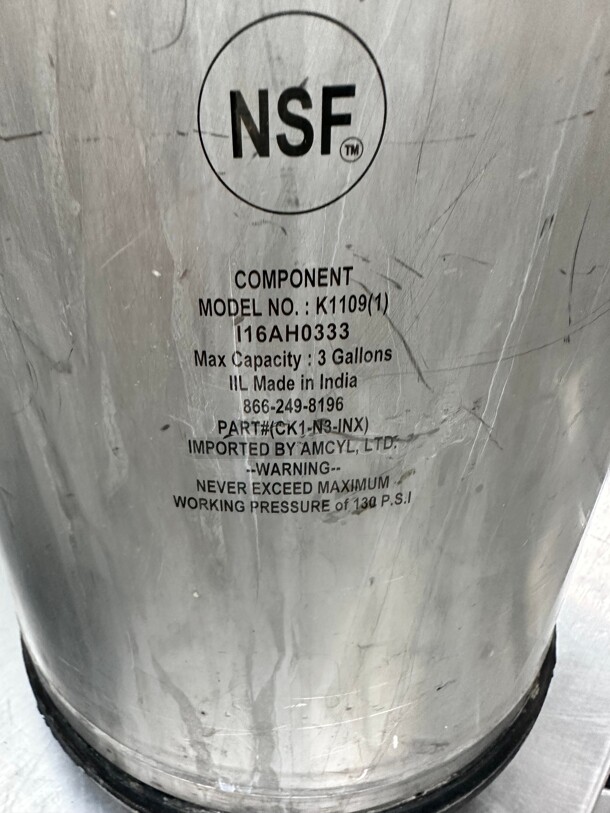 NSF
TM
COMPONENT
MODEL NO. : K1109(1)
I16AH0333
Max Capacity : 3 Gallons
IIL Made in India
866-249-8196
PART#(CK1-N3-INX)
IMPORTED BY AMCYL, LTD.
--WARNING--
NEVER EXCEED MAXIMUM
WORKING PRESSURE of 130 P.S.I